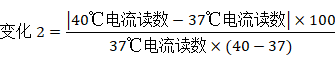 变化 2 = |40℃电流读数 − 37℃电流读数| × 100
37℃电流读数 × (40 − 37)